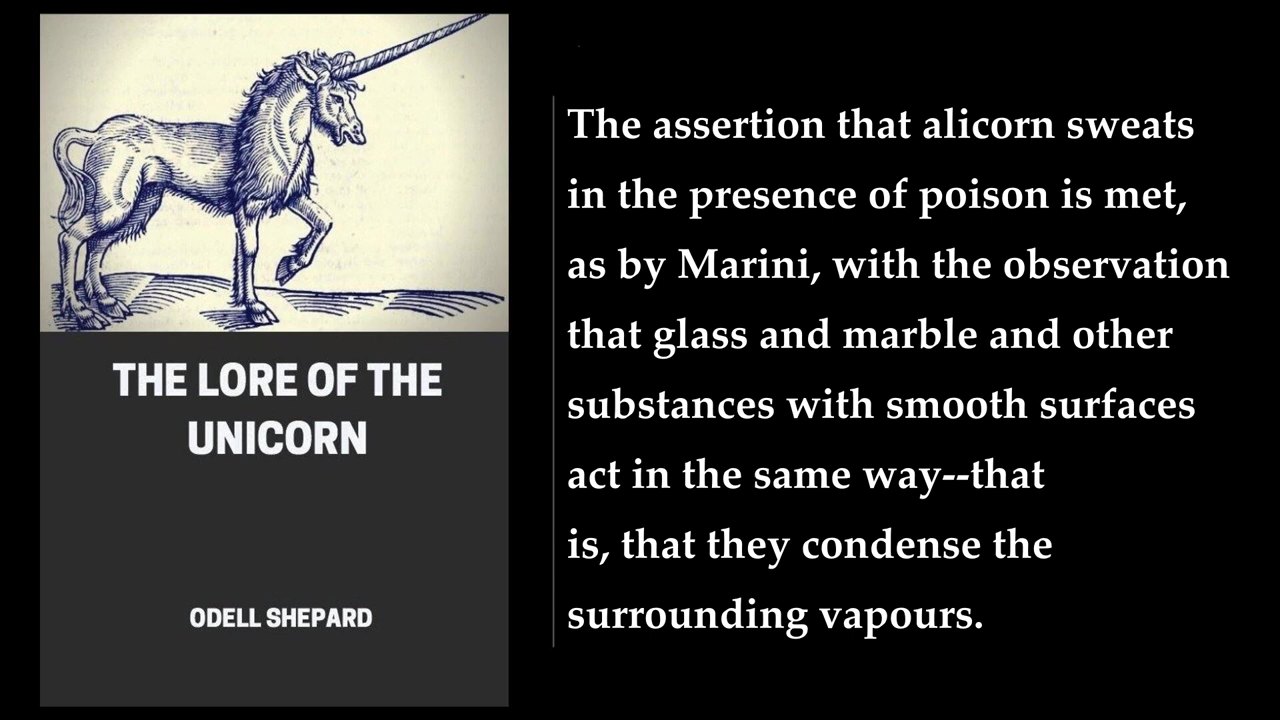 THE LORE OF THE
UNICORN
ODELL SHEPARD
The assertion that alicorn sweats
in the presence of poison is met,
as by Marini, with the observation
that glass and marble and other
substances with smooth surfaces
act in the same way--that
is, that they condense the
surrounding vapours.